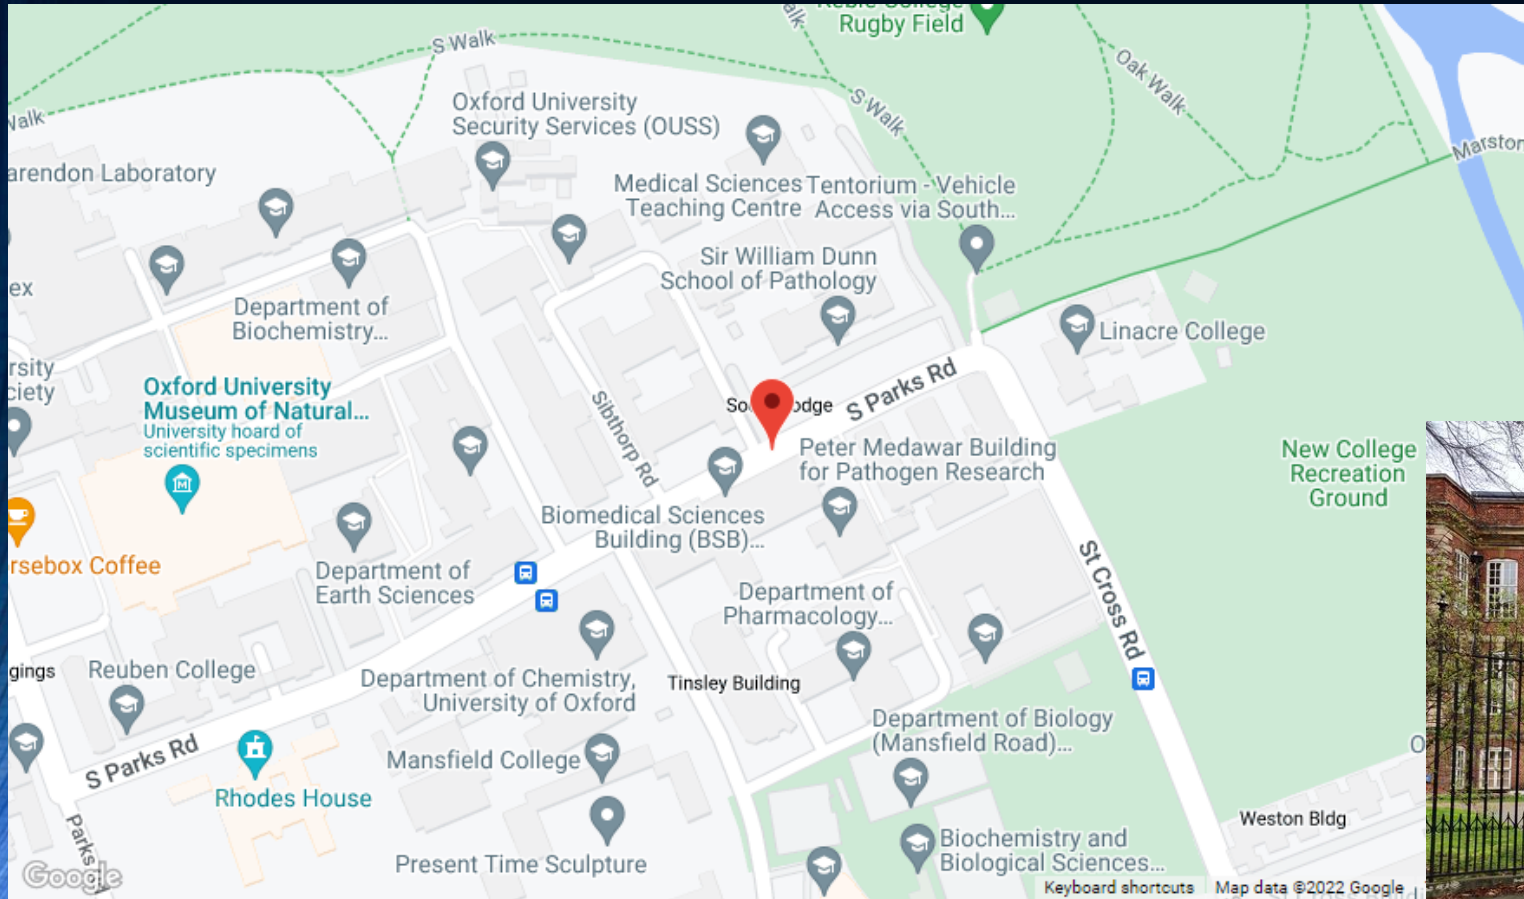 Keble College
Rugby Field
S Walk
Oak Walk
S Walk
Walk
Marston
Oxford University
Security Services (OUSS)
arendon Laboratory
Medical Sciences
Teaching Centre
Tentorium - Vehicle
Access via South...
Sir William Dunn
School of Pathology
ex
Department of
Biochemistry...
Linacre College
rsity
ciety
Oxford University
Museum of Natural...
University hoard of
scientific specimens
Sibthorp Rd
S Parks Rd
Peter Medawar Building
for Pathogen Research
New College
Recreation
Ground
Biomedical Sciences
Building (BSB)...
rsebox Coffee
Department of
Earth Sciences
St Cross Rd
Department of
Pharmacology...
gings
Reuben College
Department of Chemistry,
University of Oxford
Tinsley Building
S Parks Rd
Mansfield College
Department of Biology
(Mansfield Road)...
O
Rhodes House
Weston Bldg
Parks
Present Time Sculpture
Biochemistry and
Biological Sciences...
Google
Keyboard shortcuts
Map data ©2022 Google